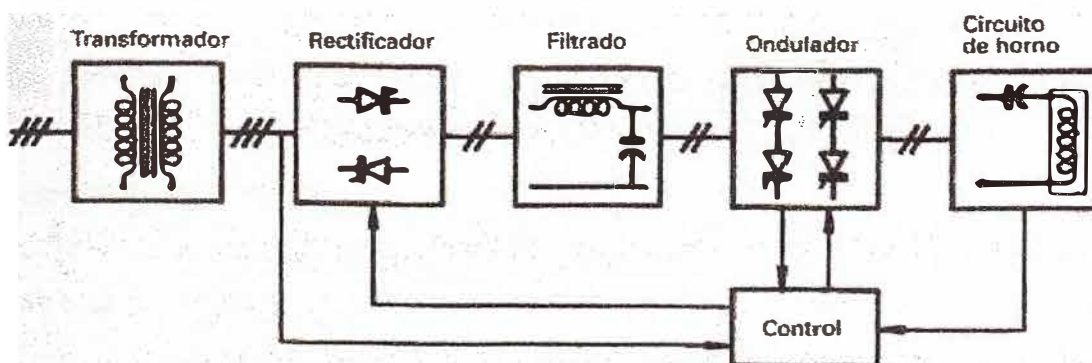 Transformador
Rectificador
Filtrado
Ondulador
Circuito
de horno
Control